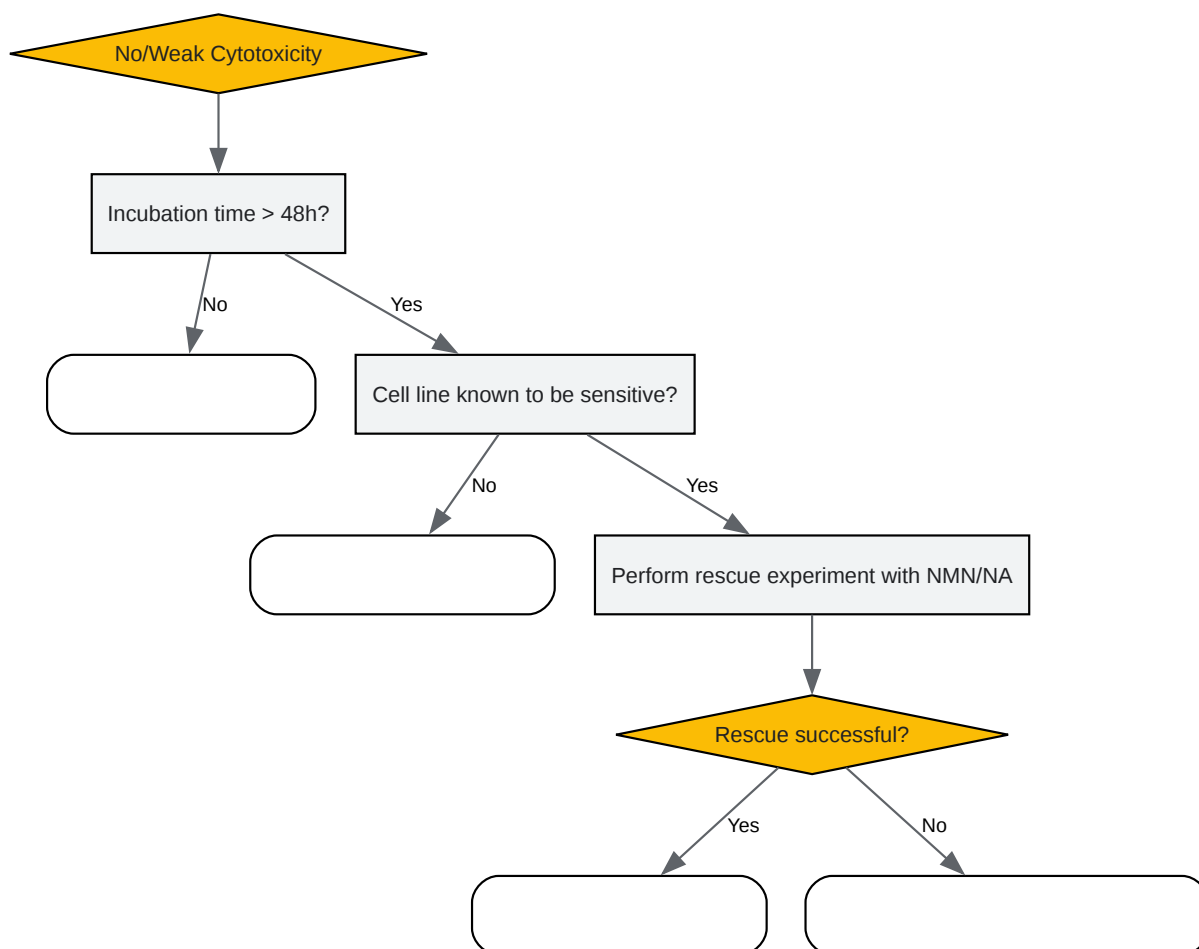 No/Weak Cytotoxicity
Incubation time > 48h?
No
Yes
Cell line known to be sensitive?
No
Yes
Perform rescue experiment with NMN/NA
Rescue successful?
Yes
No